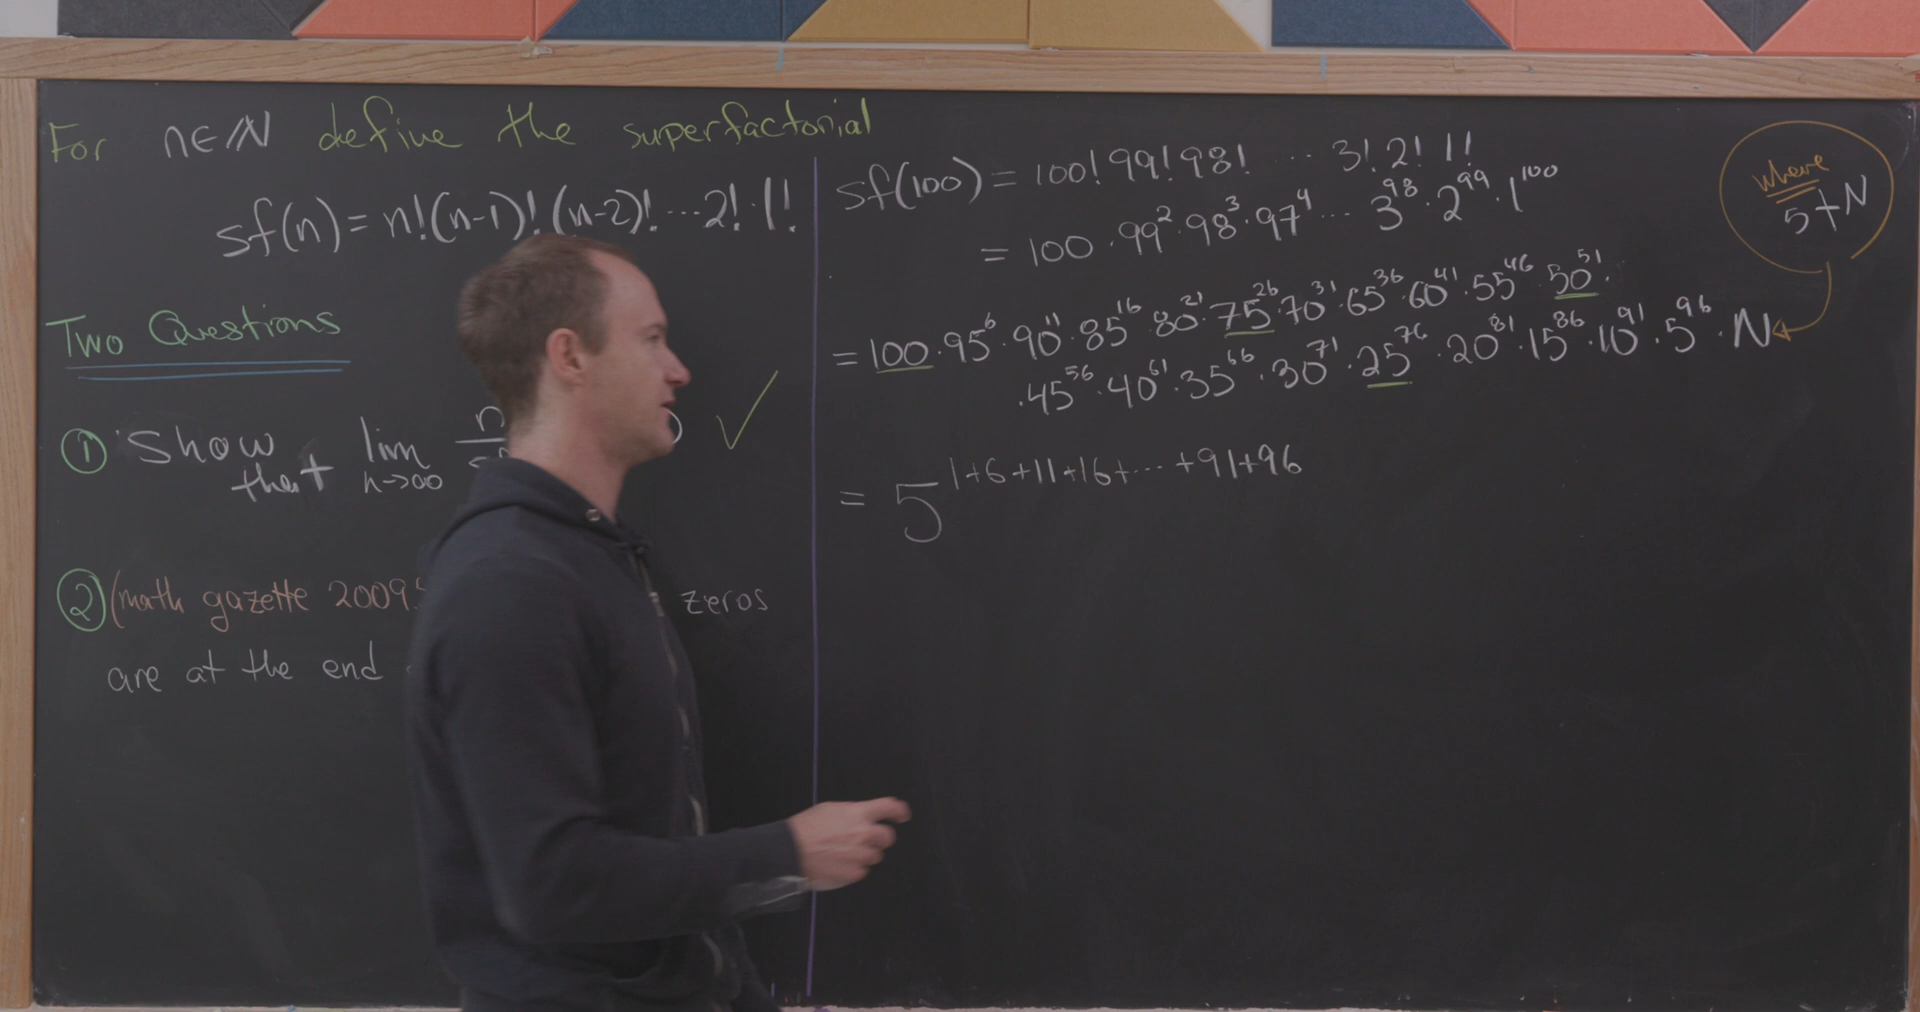 For n∈ℕ define the superfactorial
sf(n) = n!(n-1)!(n-2)! ⋯ 2! · 1!
Two Questions
① Show that lim n→∞ n
② (math gazette 2009 zeros
are at the end
sf(100) = 100! 99! 98! ⋯ 3! 2! 1!
= 100 · 99² · 98³ · 97⁴ ⋯ 3⁹⁸ · 2⁹⁹ · 1¹⁰⁰
= 100 · 95⁶ · 90¹¹ · 85¹⁶ · 80²¹ · 75²⁶ · 70³¹ · 65³⁶ · 60⁴¹ · 55⁴⁶ · 50⁵¹ ·
· 45⁵⁶ · 40⁶¹ · 35⁶⁶ · 30⁷¹ · 25⁷⁶ · 20⁸¹ · 15⁸⁶ · 10⁹¹ · 5⁹⁶ · N
= 5^{1+6+11+16+⋯+91+96}
where
5∤N